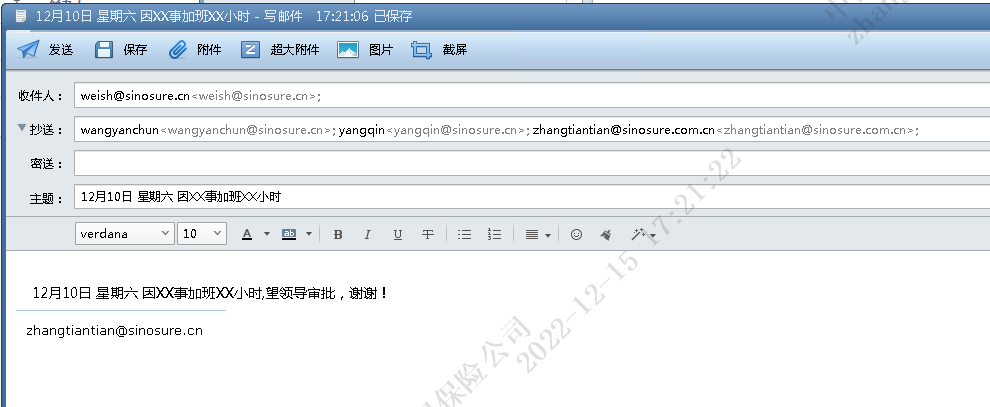 12月10日 星期六 因XX事加班XX小时 - 写邮件 17:21:06 已保存
发送 保存 附件 超大附件 图片 截屏
收件人： weish@sinosure.cn<weish@sinosure.cn>;
抄送： wangyanchun<wangyanchun@sinosure.cn>; yangqin<yangqin@sinosure.cn>; zhangtiantian@sinosure.com.cn<zhangtiantian@sinosure.com.cn>;
密送：
主题： 12月10日 星期六 因XX事加班XX小时
verdana 10 A ab B I U T
12月10日 星期六 因XX事加班XX小时,望领导审批，谢谢！
zhangtiantian@sinosure.cn
保险公司
2022-12-15 17:21:22
zhang